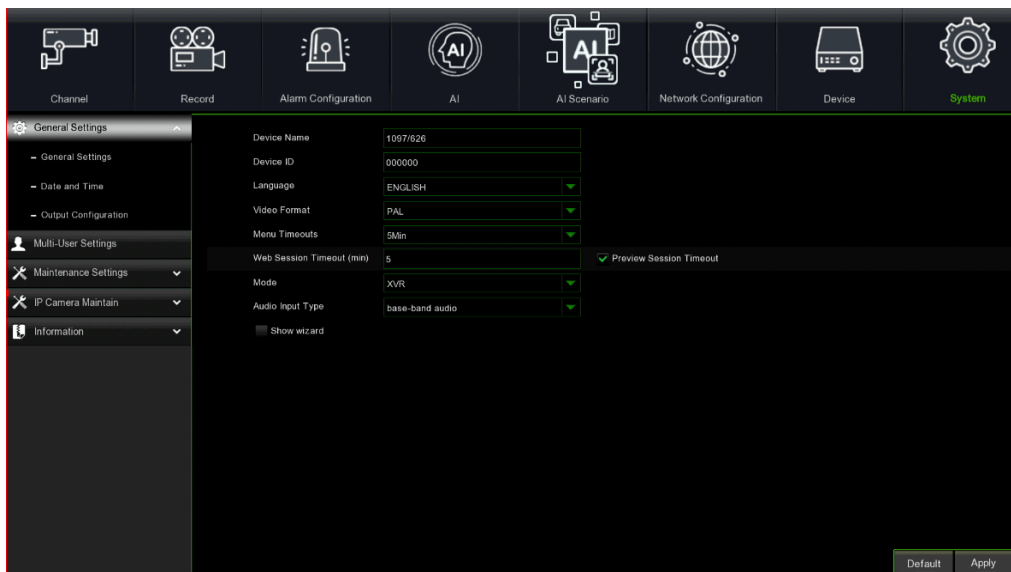 Channel
Record
Alarm Configuration
AI
AI
AI
AI Scenario
Network Configuration
Device
System
General Settings
General Settings
Date and Time
Output Configuration
Multi-User Settings
Maintenance Settings
IP Camera Maintain
Information
Device Name 1097/626
Device ID 000000
Language ENGLISH
Video Format PAL
Menu Timeouts 5Min
Web Session Timeout (min) 5 Preview Session Timeout
Mode XVR
Audio Input Type base-band audio
Show wizard
Default Apply